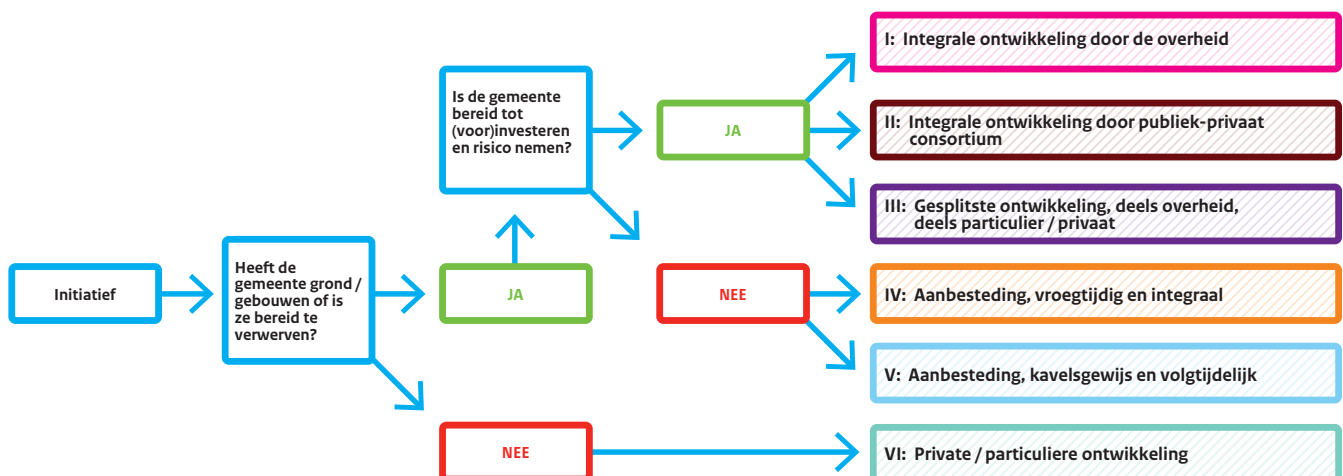 Initiatief
Heeft de
gemeente grond /
gebouwen of is
ze bereid te
verwerven?
JA
NEE
Is de gemeente
bereid tot
(voor)investeren
en risico nemen?
JA
NEE
I: Integrale ontwikkeling door de overheid
II: Integrale ontwikkeling door publiek-privaat
consortium
III: Gesplitste ontwikkeling, deels overheid,
deels particulier / privaat
IV: Aanbesteding, vroegtijdig en integraal
V: Aanbesteding, kavelsgewijs en volgtijdelijk
VI: Private / particuliere ontwikkeling